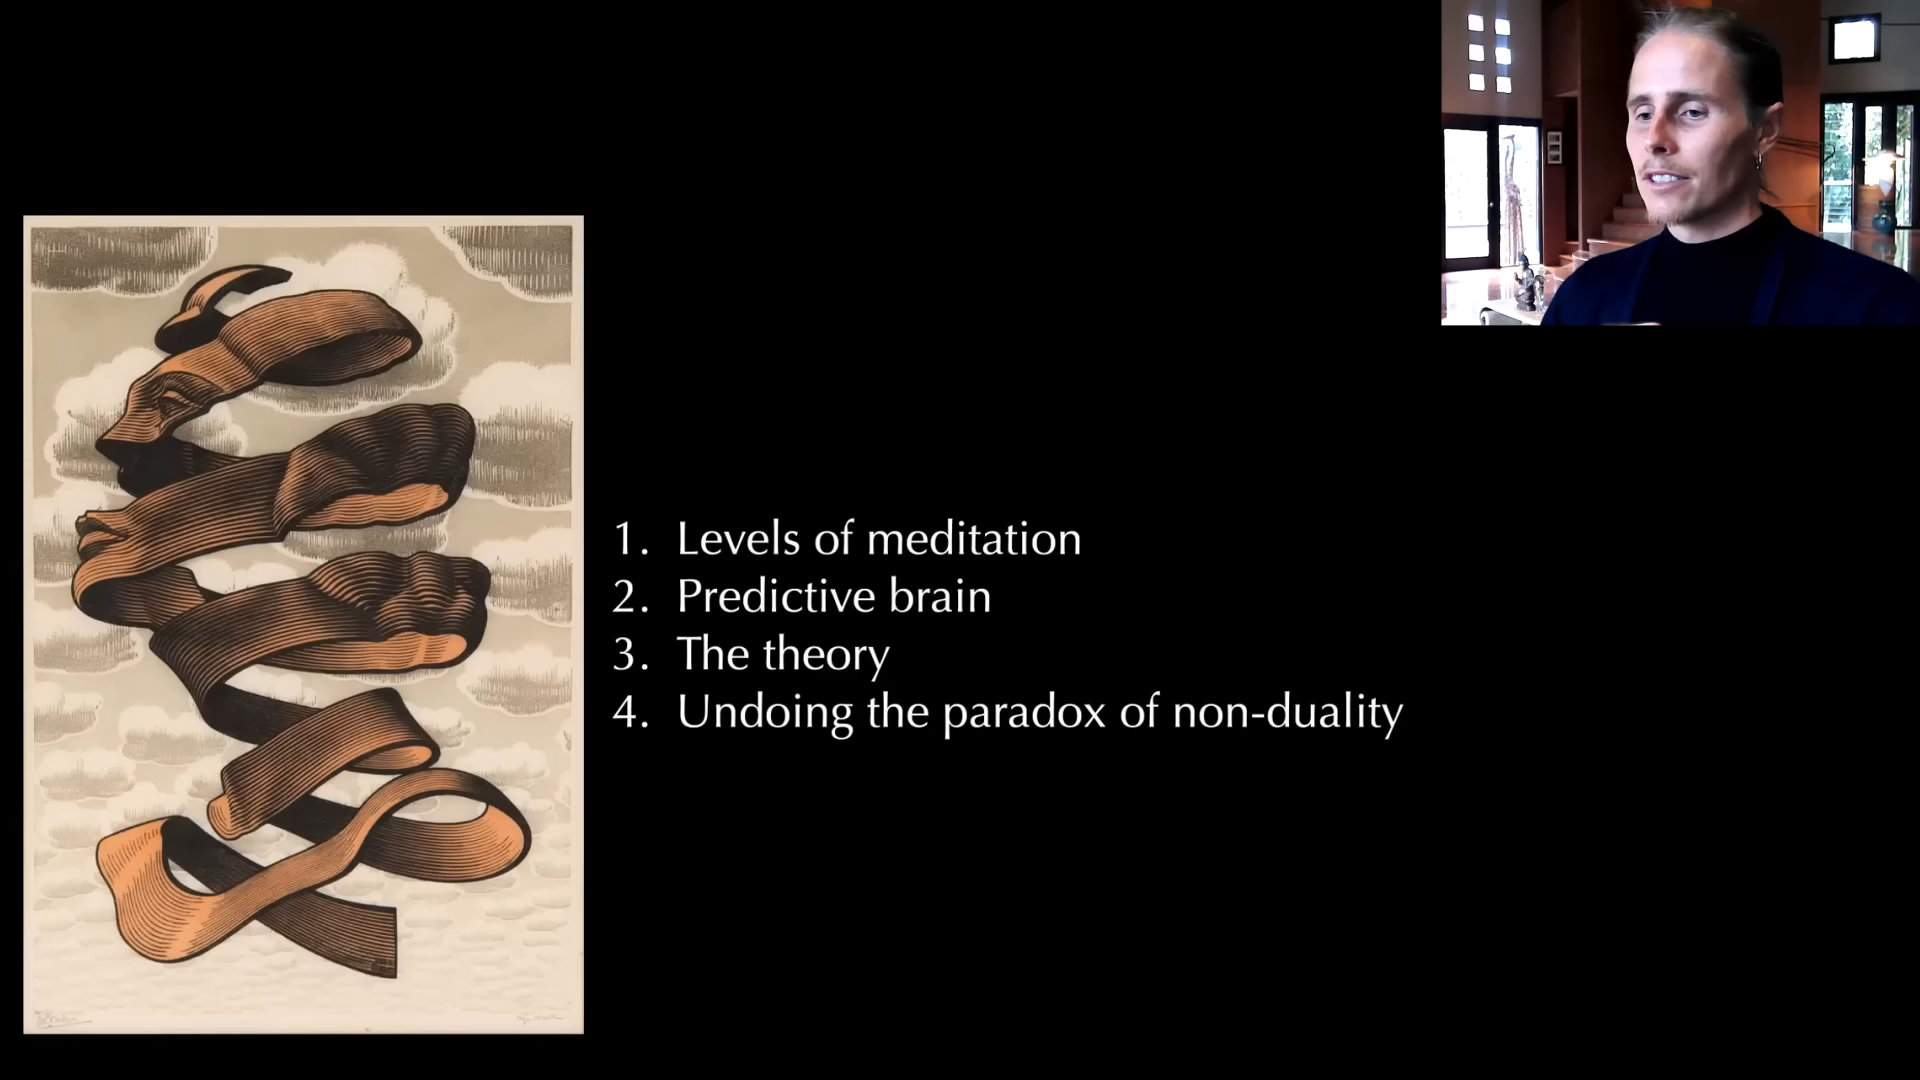 1. Levels of meditation
2. Predictive brain
3. The theory
4. Undoing the paradox of non-duality